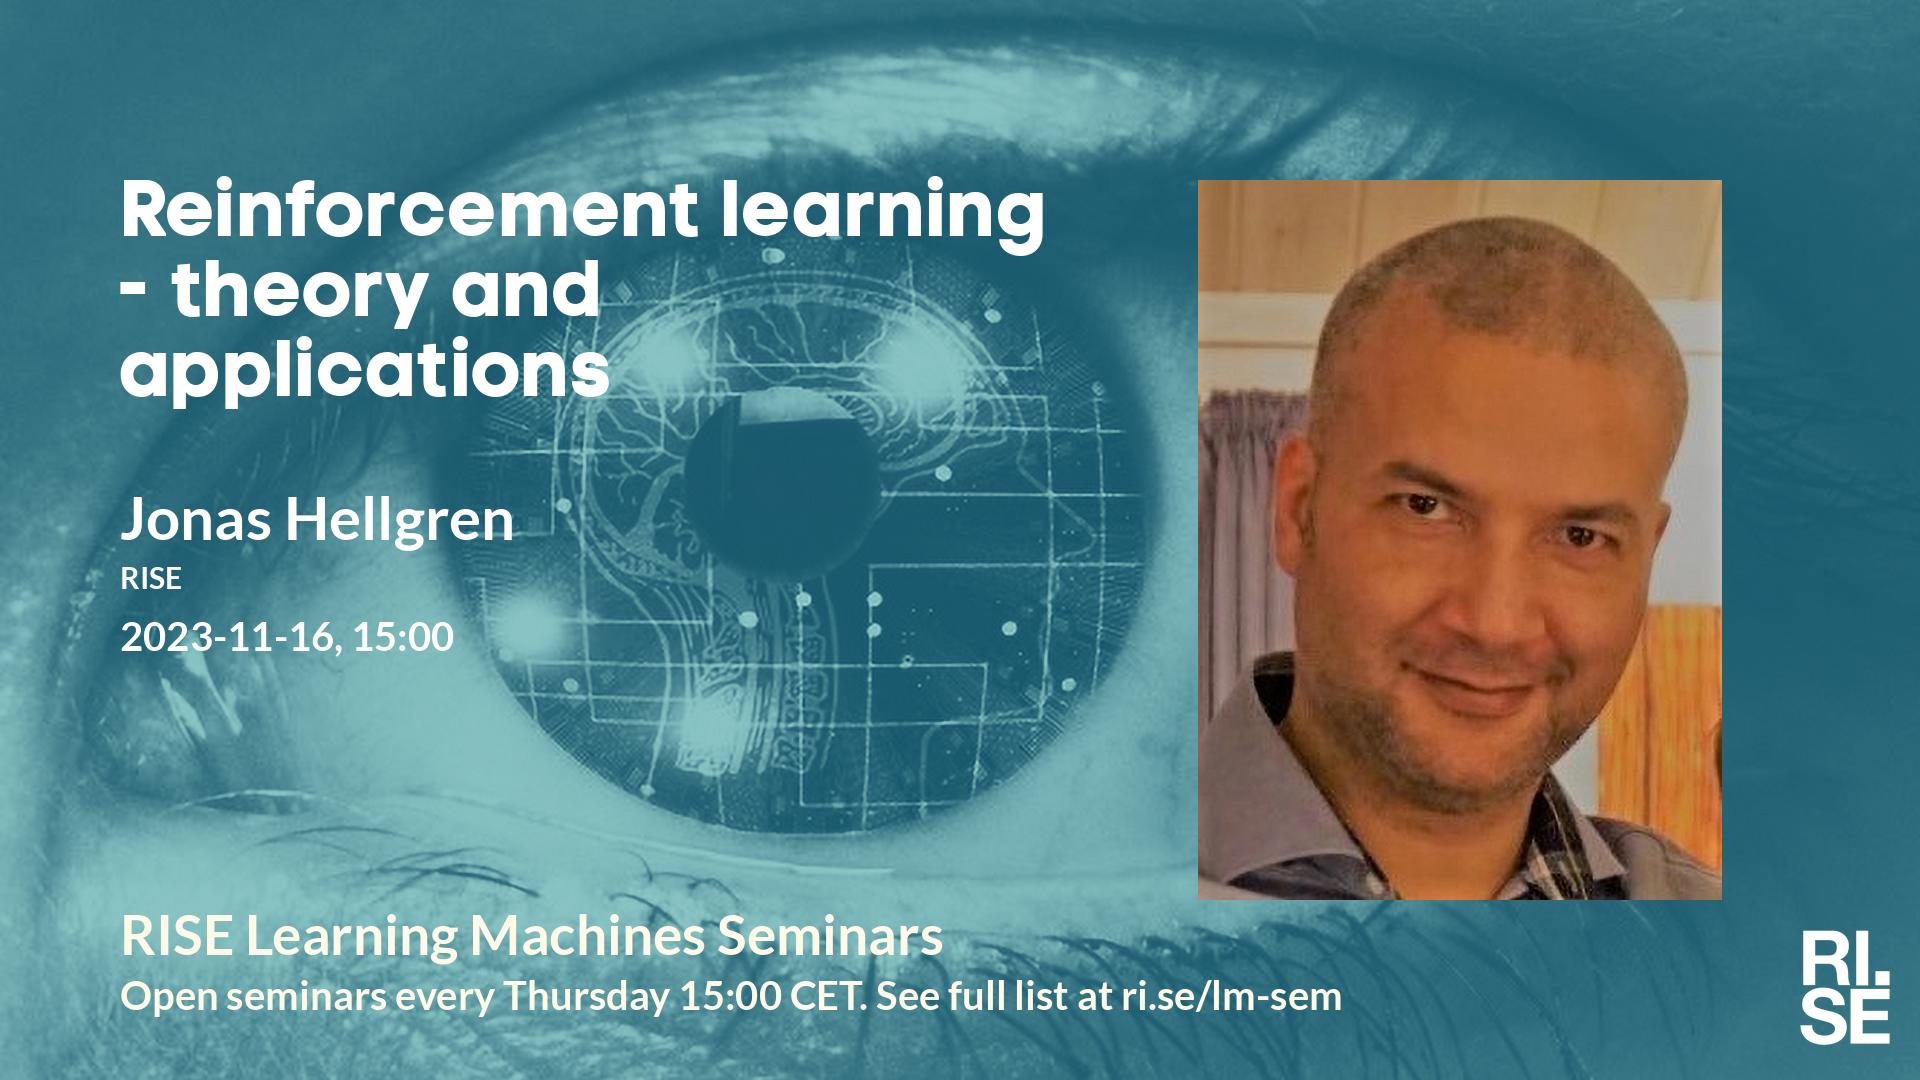 Reinforcement learning
- theory and
applications
Jonas Hellgren
RISE
2023-11-16, 15:00
RISE Learning Machines Seminars
Open seminars every Thursday 15:00 CET. See full list at ri.se/lm-sem
RI.
SE